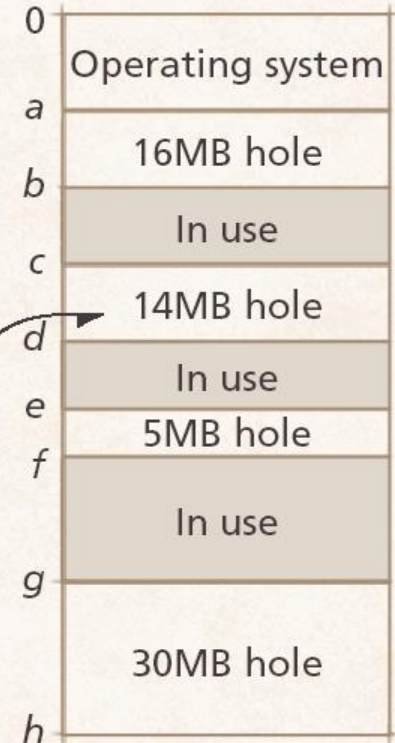 0
Operating system
a
16MB hole
b
In use
c
14MB hole
d
In use
e
5MB hole
f
In use
g
30MB hole
h